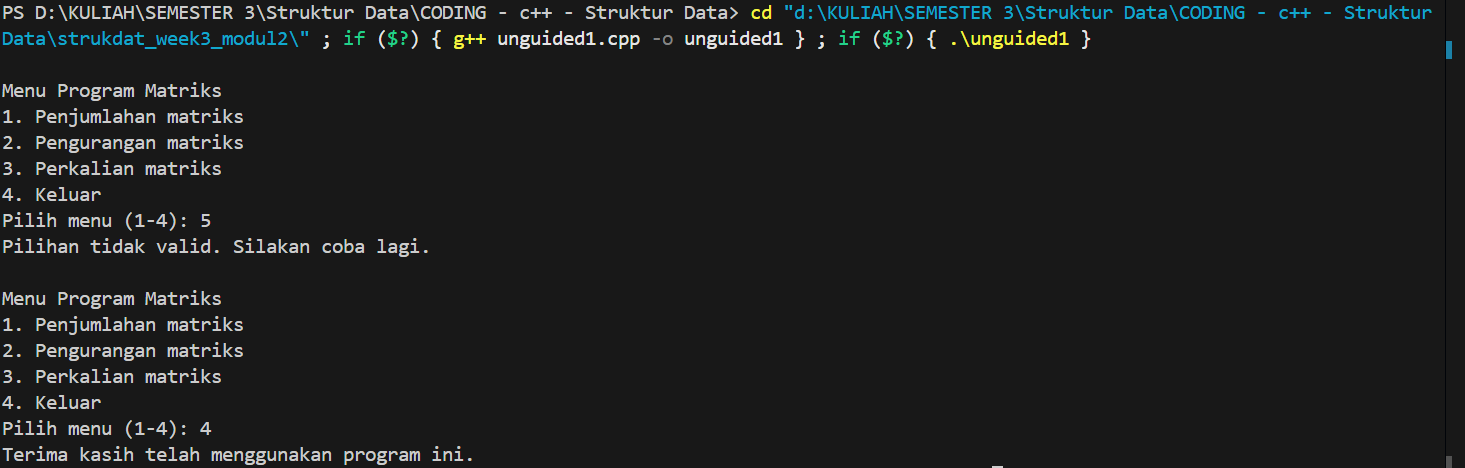 PS D:\KULIAH\SEMESTER 3\Struktur Data\CODING - c++ - Struktur Data> cd "d:\KULIAH\SEMESTER 3\Struktur Data\CODING - c++ - Struktur
Data\strukdat_week3_modul2\" ; if ($?) { g++ unguided1.cpp -o unguided1 } ; if ($?) { .\unguided1 }
Menu Program Matriks
1. Penjumlahan matriks
2. Pengurangan matriks
3. Perkalian matriks
4. Keluar
Pilih menu (1-4): 5
Pilihan tidak valid. Silakan coba lagi.
Menu Program Matriks
1. Penjumlahan matriks
2. Pengurangan matriks
3. Perkalian matriks
4. Keluar
Pilih menu (1-4): 4
Terima kasih telah menggunakan program ini.